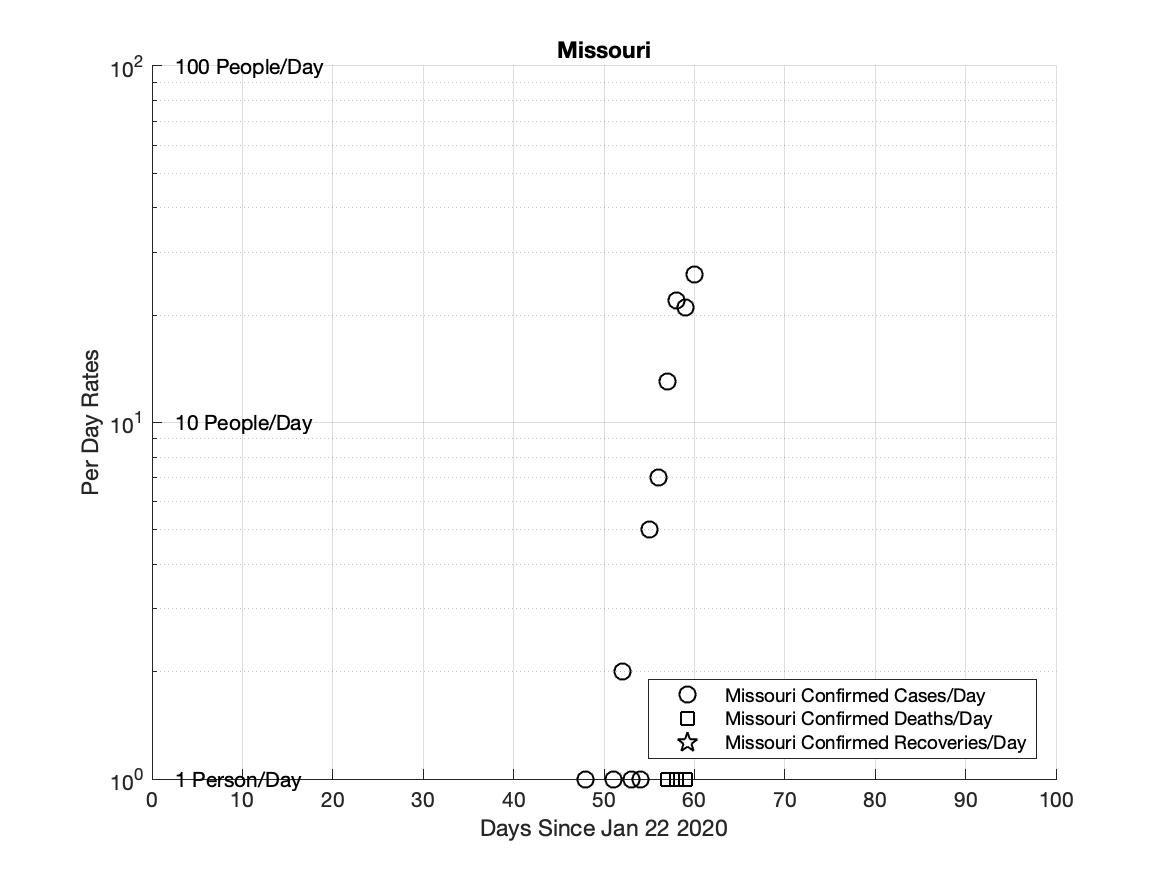 Missouri
10^2
100 People/Day
10^1
10 People/Day
10^0
1 Person/Day
Per Day Rates
Missouri Confirmed Cases/Day
Missouri Confirmed Deaths/Day
Missouri Confirmed Recoveries/Day
0 10 20 30 40 50 60 70 80 90 100
Days Since Jan 22 2020